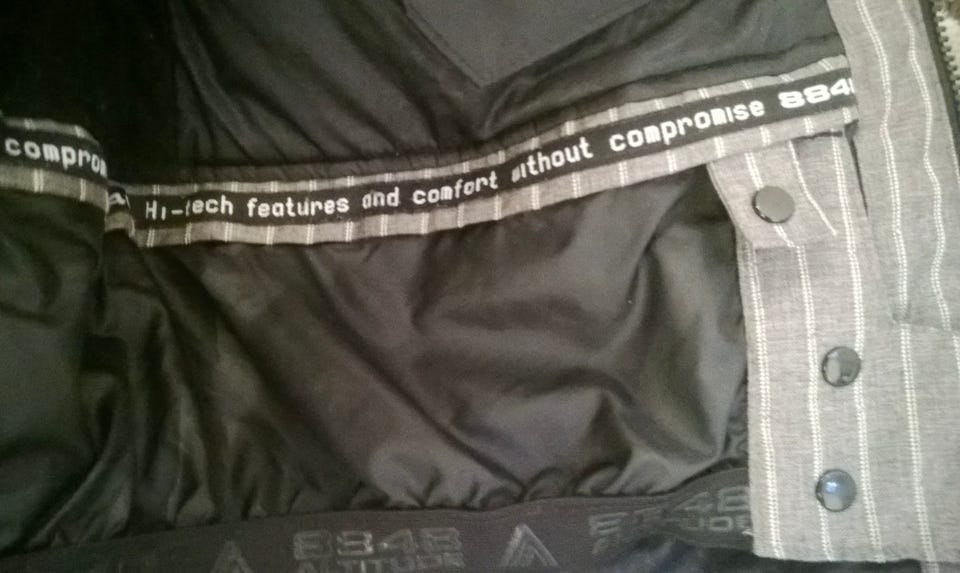 compro
Hi-tech features and comfort without compromise 884
8848 ALTITUDE